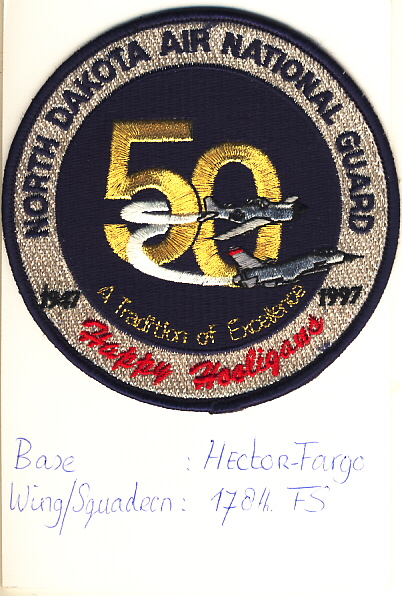 NORTH DAKOTA AIR NATIONAL GUARD
50
1947 1997
A Tradition of Excellence
Happy Hooligans
Base : HECTOR-Fargo
Wing/Squadron : 178th. FS